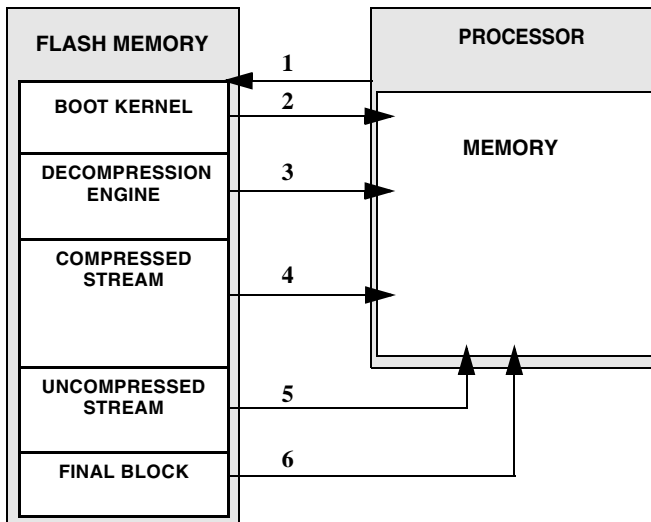 FLASH MEMORY
BOOT KERNEL
DECOMPRESSION
ENGINE
COMPRESSED
STREAM
UNCOMPRESSED
STREAM
FINAL BLOCK
1
2
3
4
5
6
PROCESSOR
MEMORY